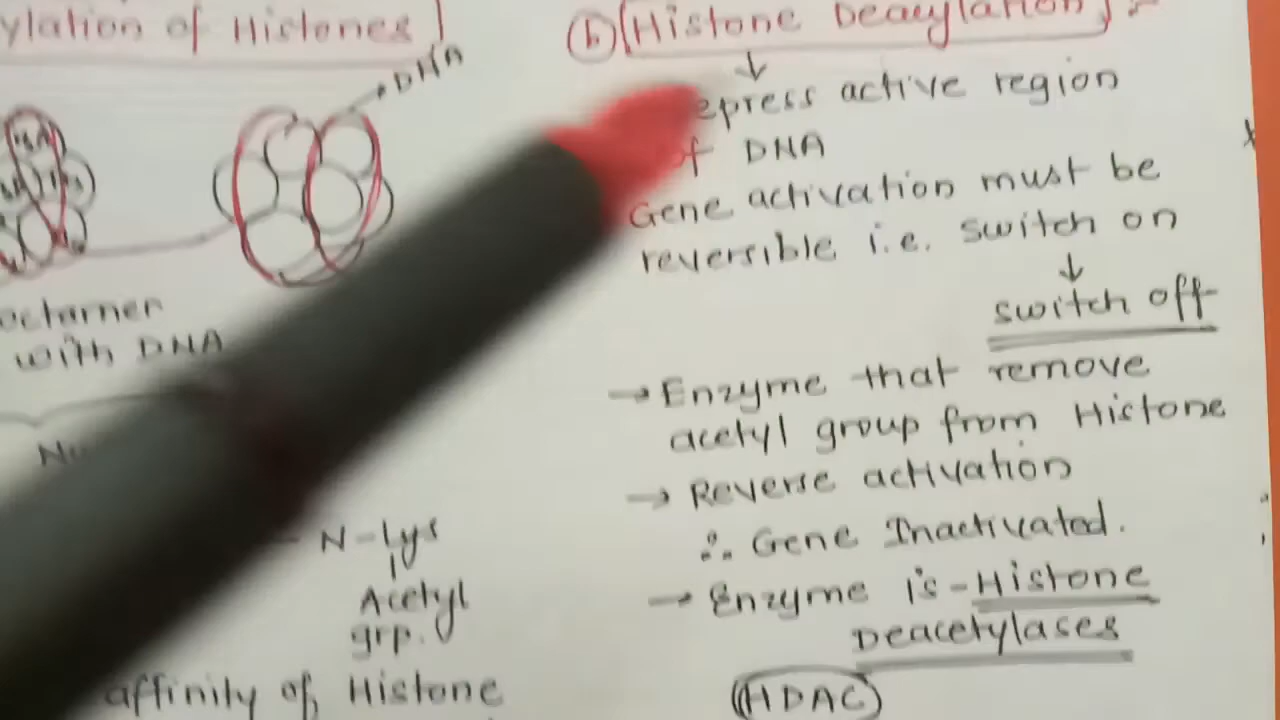 ylation of Histones
DNA
octamer
with DNA
N-lys
Acetyl
grp.
affinity of Histone
(b) Histone Deacylation :-
epress active region
of DNA
Gene activation must be
reversible i.e. switch on
↓
switch off
→ Enzyme that remove
acetyl group from Histone
→ Reverse activation
∴ Gene Inactivated.
→ Enzyme is - Histone
Deacetylases
HDAC